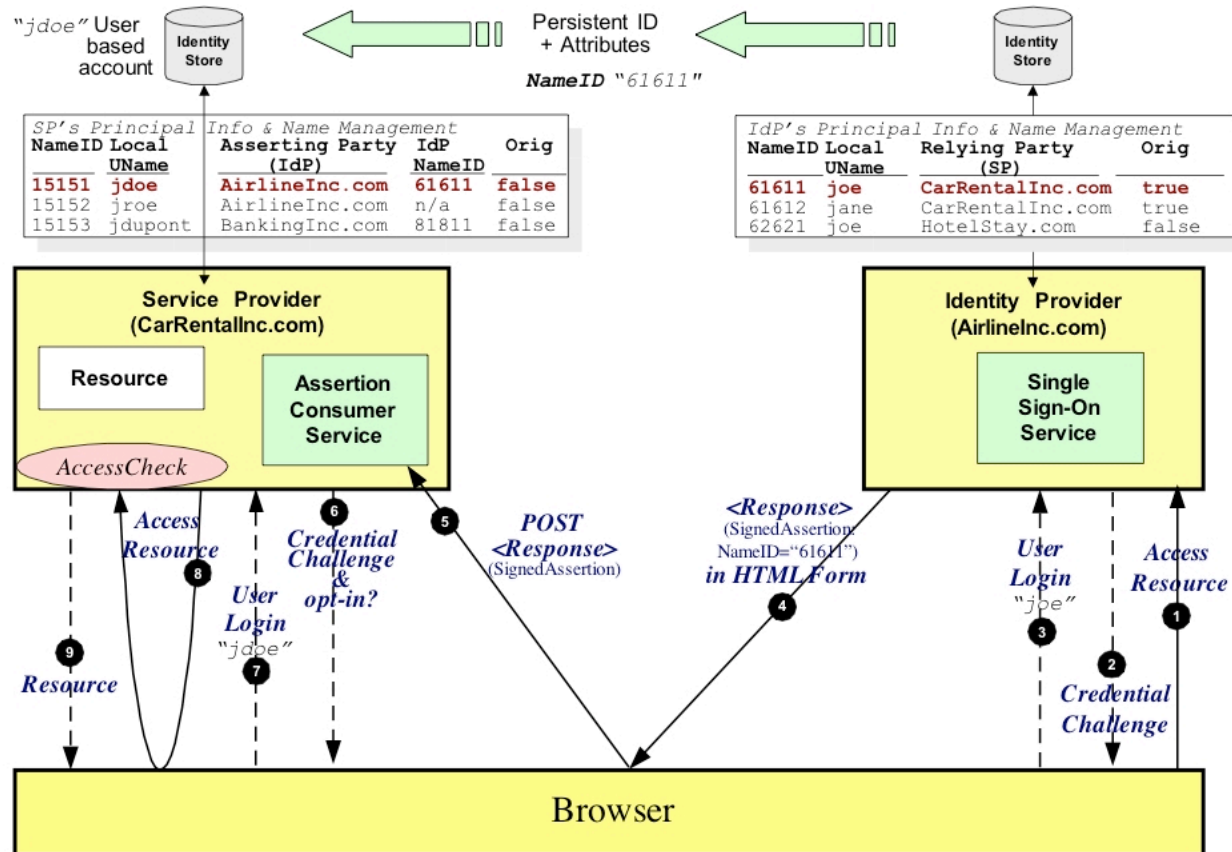 "jdoe" User
based
account
Identity
Store
Persistent ID
+ Attributes
NameID "61611"
Identity
Store
SP's Principal Info & Name Management
NameID Local UName Asserting Party (IdP) IdP NameID Orig
15151 jdoe AirlineInc.com 61611 false
15152 jroe AirlineInc.com n/a false
15153 jdupont BankingInc.com 81811 false
IdP's Principal Info & Name Management
NameID Local UName Relying Party (SP) Orig
61611 joe CarRentalInc.com true
61612 jane CarRentalInc.com true
62621 joe HotelStay.com false
Service Provider
(CarRentalInc.com)
Resource
Assertion
Consumer
Service
AccessCheck
Identity Provider
(AirlineInc.com)
Single
Sign-On
Service
9
Resource
Access
Resource
8
User
Login
"jdoe"
7
6
Credential
Challenge
&
opt-in?
5
POST
<Response>
(SignedAssertion)
<Response>
(SignedAssertion:
NameID="61611")
in HTML Form
4
User
Login
"joe"
3
2
Credential
Challenge
Access
Resource
1
Browser